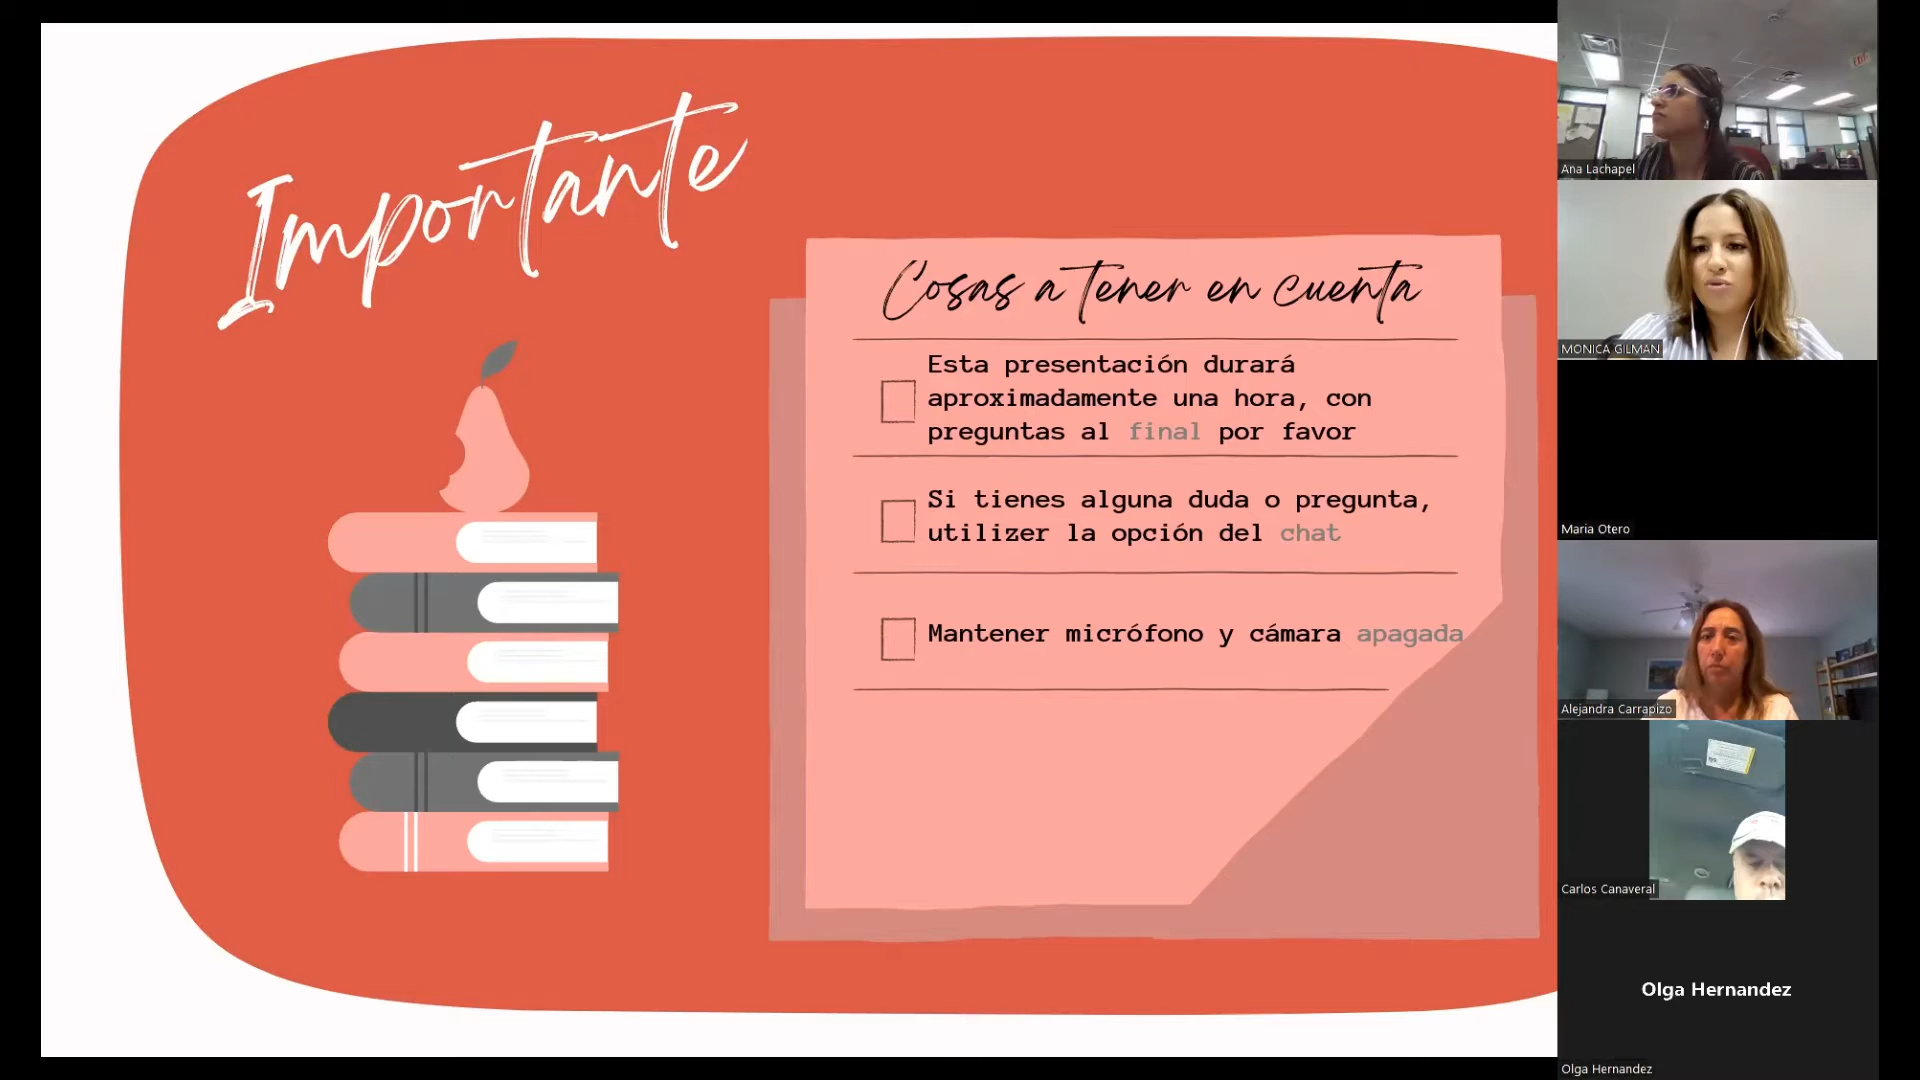 Importante
Cosas a tener en cuenta
Esta presentación durará
aproximadamente una hora, con
preguntas al final por favor
Si tienes alguna duda o pregunta,
utilizer la opción del chat
Mantener micrófono y cámara apagada
Ana Lachapel
MONICA GILMAN
Maria Otero
Alejandra Carrapizo
Carlos Canaveral
Olga Hernandez
Olga Hernandez